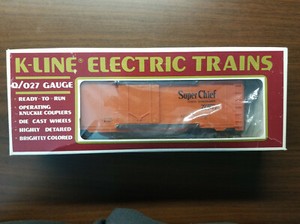 K-LINE® ELECTRIC TRAINS
O/027 GAUGE
- READY - TO - RUN
- OPERATING
KNUCKLE COUPLERS
- DIE CAST WHEELS
- HIGHLY DETAILED
- BRIGHTLY COLORED
Super Chief